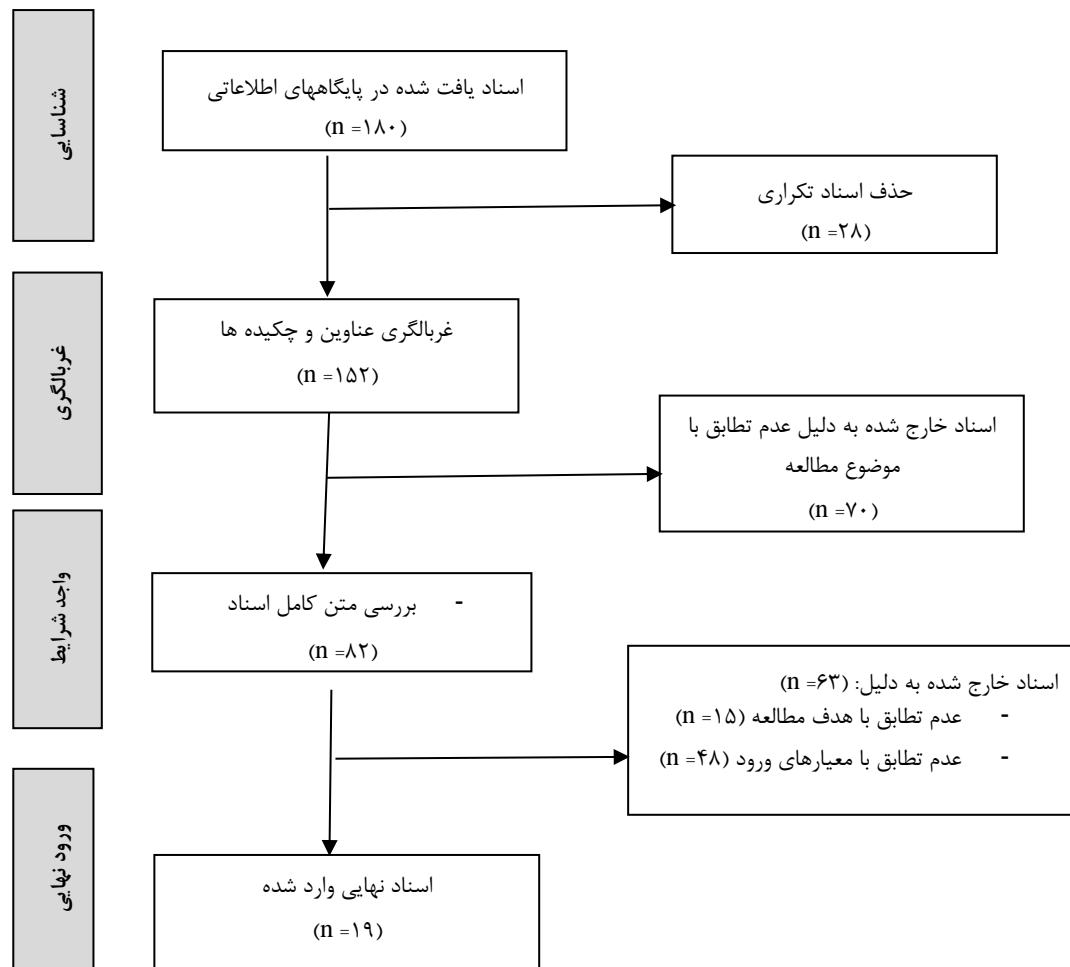 شناسایی
اسناد یافت شده در پایگاههای اطلاعاتی
(n =۱۸۰)
حذف اسناد تکراری
(n =۲۸)
غربالگری
غربالگری عناوین و چکیده ها
(n =۱۵۲)
اسناد خارج شده به دلیل عدم تطابق با
موضوع مطالعه
(n =۷۰)
واجد شرایط
- بررسی متن کامل اسناد
(n =۸۲)
اسناد خارج شده به دلیل: (n =۶۳)
- عدم تطابق با هدف مطالعه (n =۱۵)
- عدم تطابق با معیارهای ورود (n =۴۸)
ورود نهایی
اسناد نهایی وارد شده
(n =۱۹)